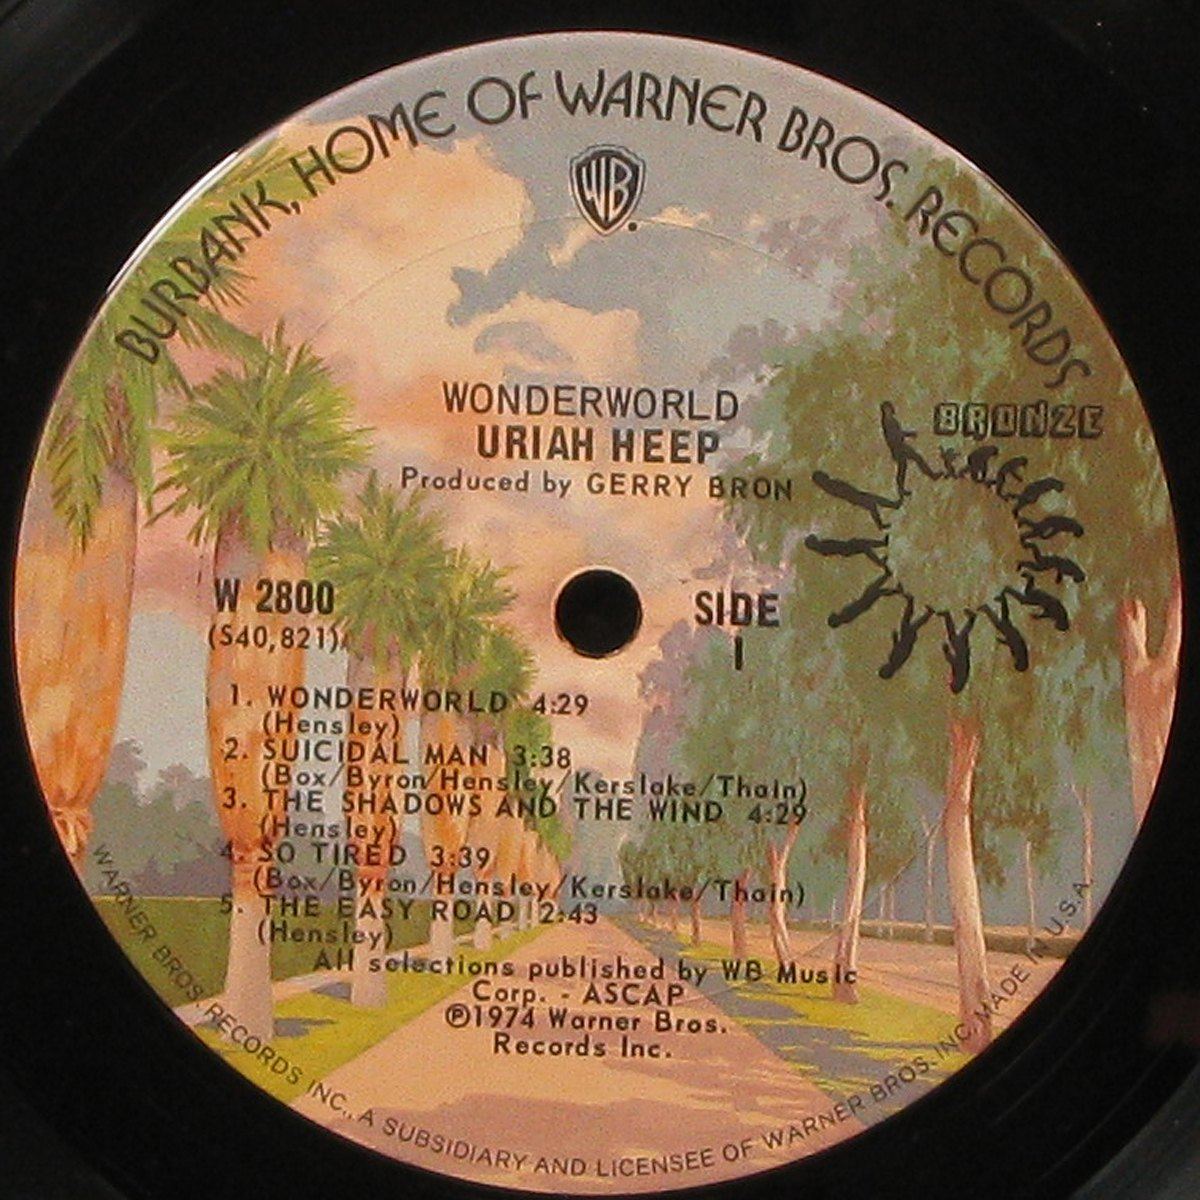 BURBANK, HOME OF WARNER BROS. RECORDS
WB
WONDERWORLD
URIAH HEEP
Produced by GERRY BRON
BRONZE
W 2800
(S40,821)
SIDE
1
1. WONDERWORLD 4:29
(Hensley)
2. SUICIDAL MAN 3:38
(Box/Byron/Hensley/Kerslake/Thain)
3. THE SHADOWS AND THE WIND 4:29
(Hensley)
4. SO TIRED 3:39
(Box/Byron/Hensley/Kerslake/Thain)
5. THE EASY ROAD 2:43
(Hensley)
All selections published by WB Music
Corp. - ASCAP
℗1974 Warner Bros.
Records Inc.
WARNER BROS. RECORDS INC., A SUBSIDIARY AND LICENSEE OF WARNER BROS. INC. MADE IN U.S.A.